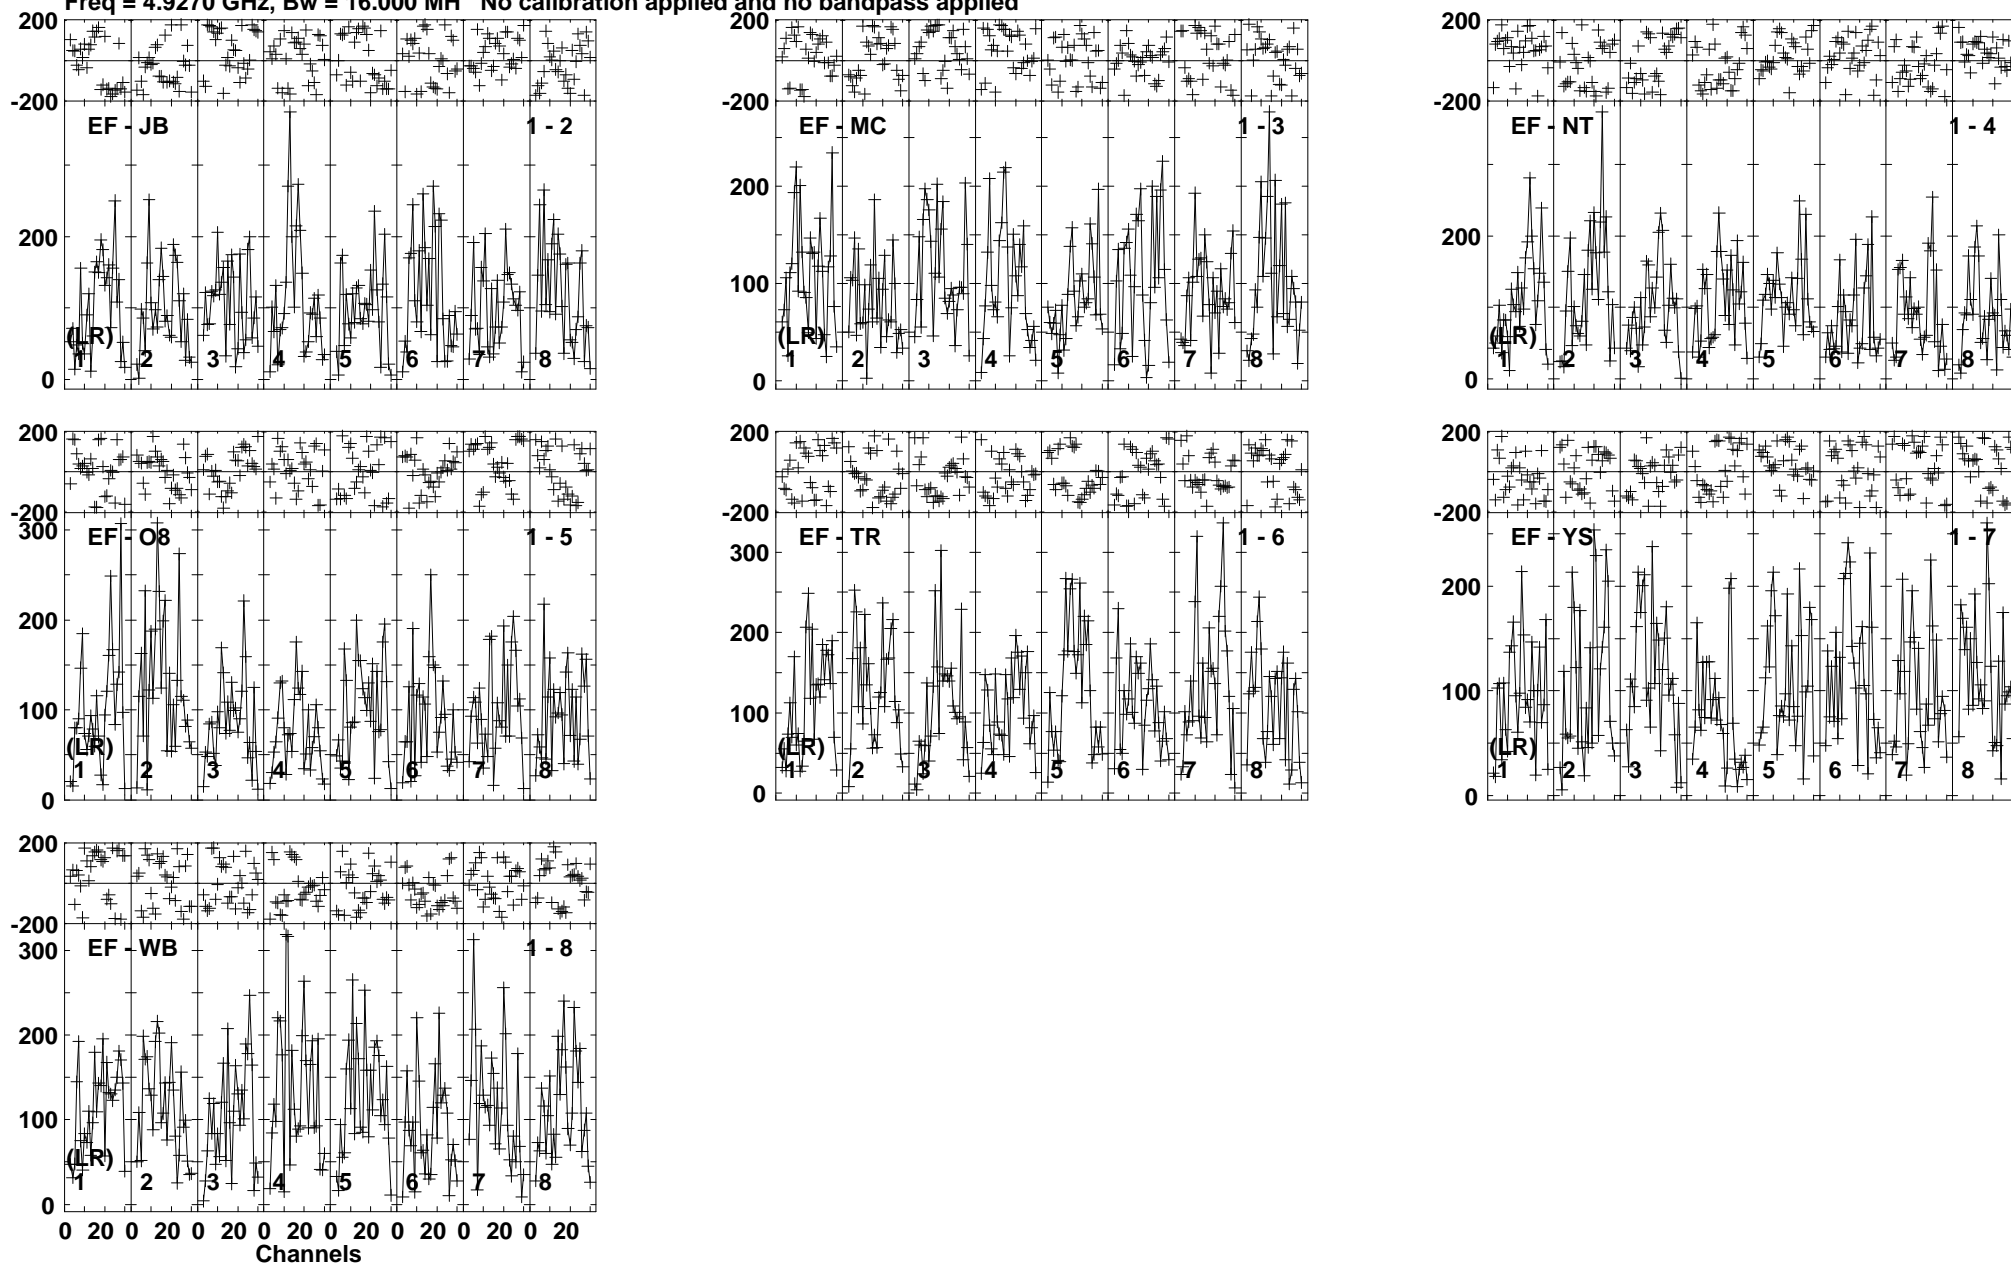 Freq = 4.9270 GHz, Bw = 16.000 MH No calibration applied and no bandpass applied
200 200 200
-200 -200 -200
EF - JB 1 - 2 EF - MC 1 - 3 EF - NT 1 - 4
200 200 200
100
(LR) (LR) (LR)
1 2 3 4 5 6 7 8 1 2 3 4 5 6 7 8 1 2 3 4 5 6 7 8
0 0 0
200 200 200
-200 -200 -200
300 EF - O8 1 - 5 EF - TR 1 - 6 EF - YS 1 - 7
300
200 200 200
100 100 100
(LR) (LR) (LR)
1 2 3 4 5 6 7 8 1 2 3 4 5 6 7 8 1 2 3 4 5 6 7 8
0 0 0
200
-200
300 EF - WB 1 - 8
200
100
(LR)
1 2 3 4 5 6 7 8
0
0 20 0 20 0 20 0 20 0 20 0 20 0 20 0 20
Channels